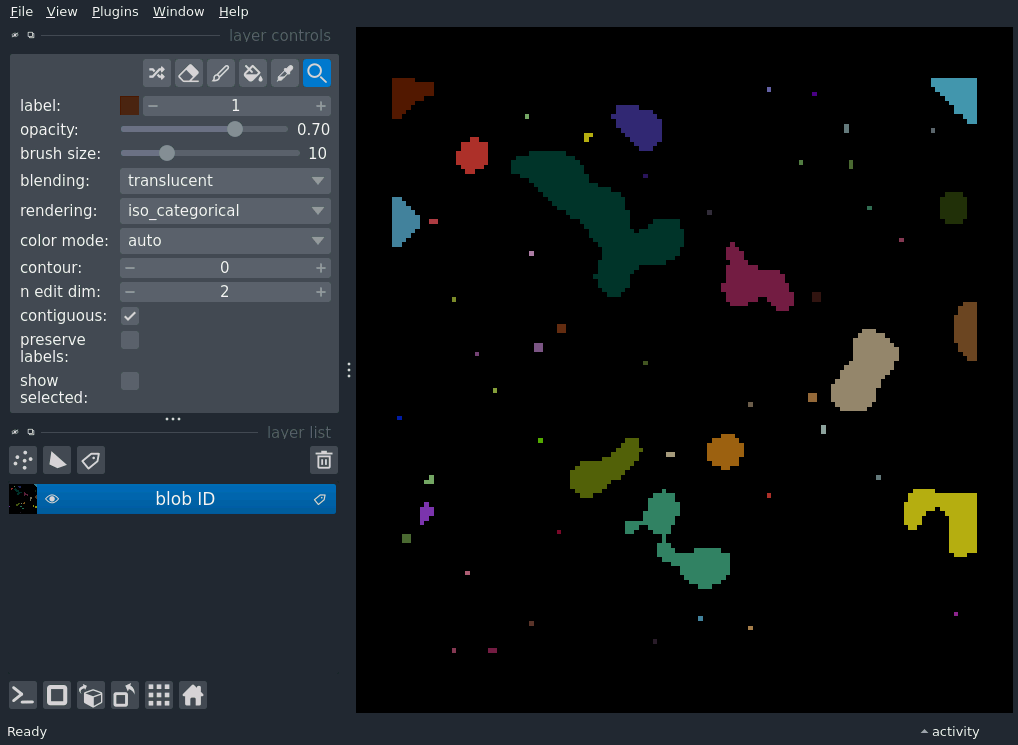 File View Plugins Window Help
layer controls
label: 1
opacity: 0.70
brush size: 10
blending: translucent
rendering: iso_categorical
color mode: auto
contour: 0
n edit dim: 2
contiguous:
preserve
labels:
show
selected:
layer list
blob ID
Ready
activity